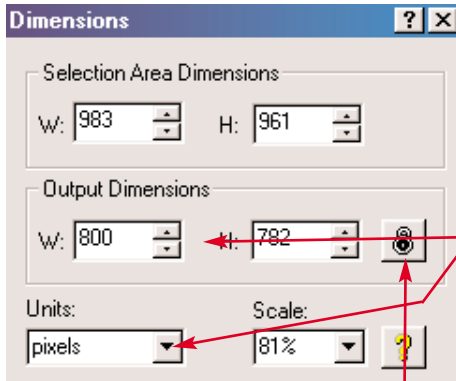 Dimensions
Selection Area Dimensions
W: 983 H: 961
Output Dimensions
W: 800 H: 782
Units: Scale:
pixels 81%